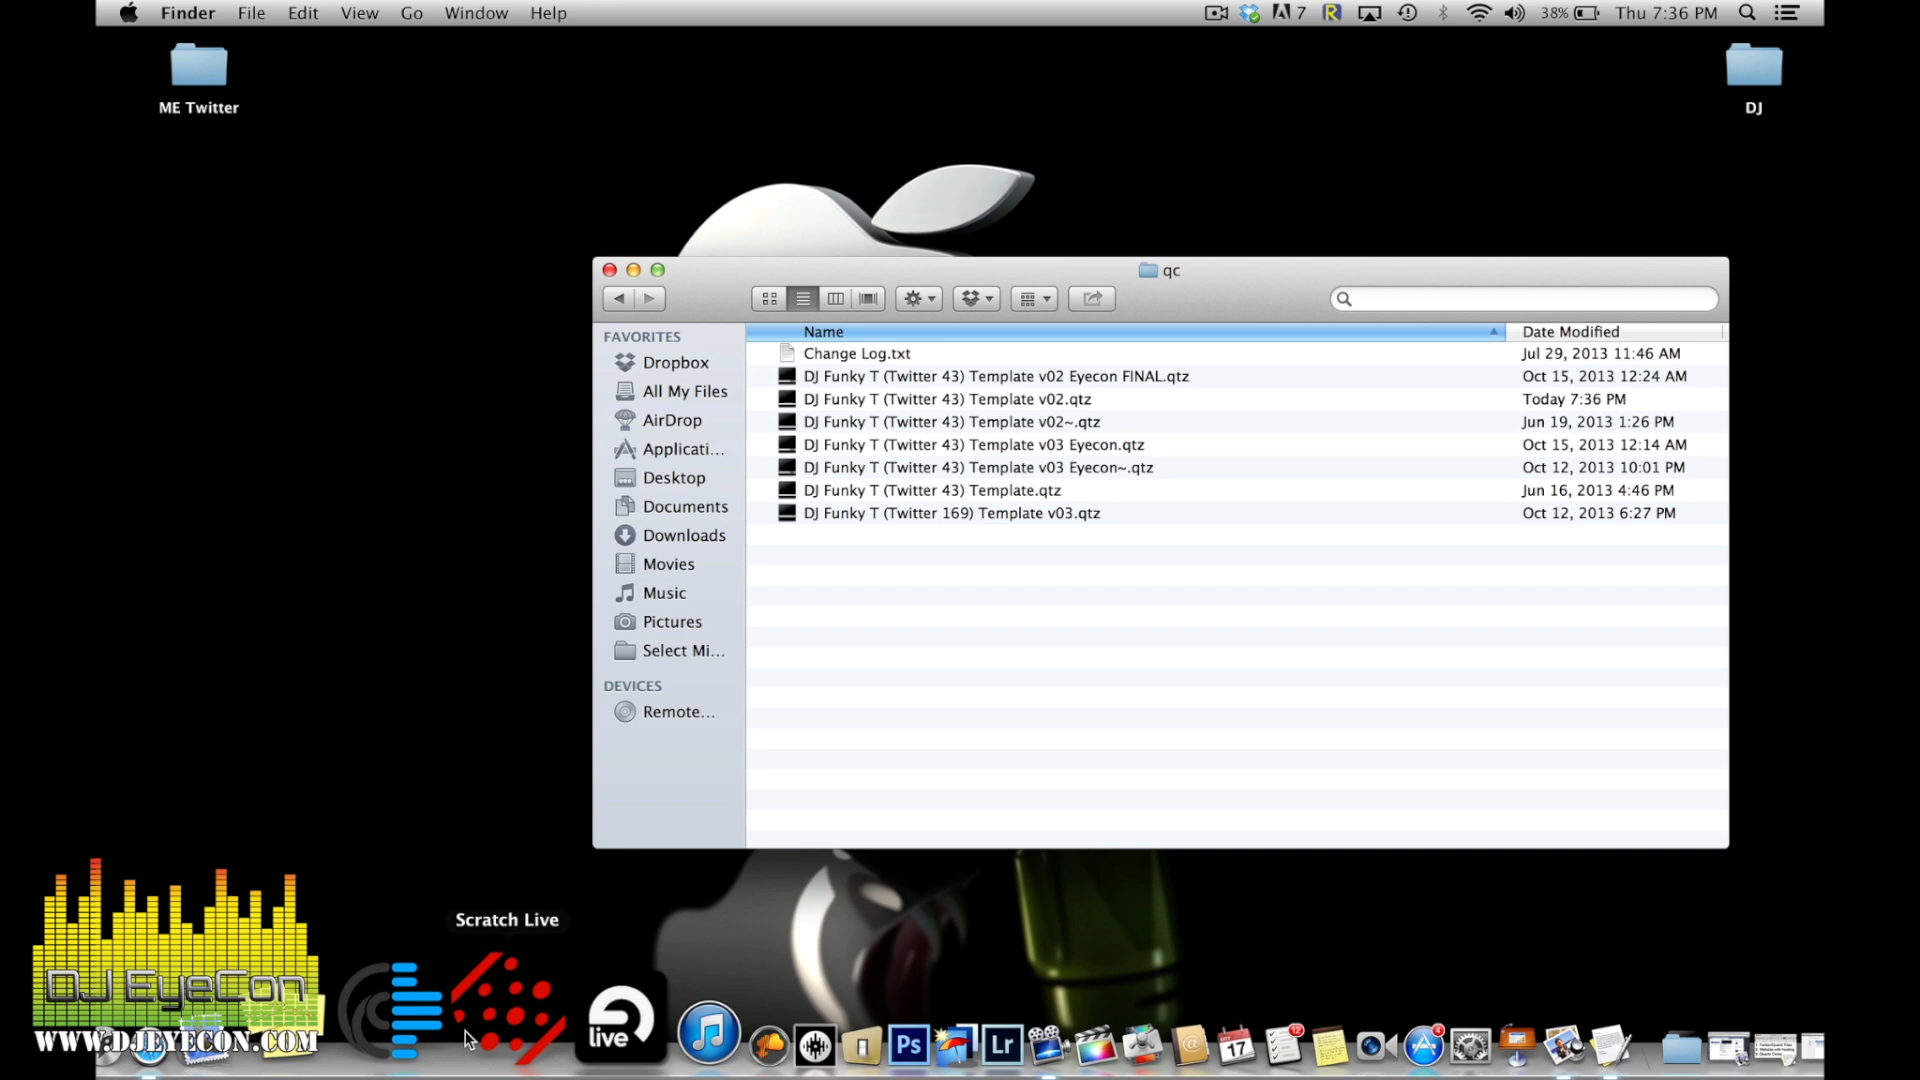 Finder File Edit View Go Window Help 7 38% Thu 7:36 PM
ME Twitter
DJ
qc
FAVORITES
Dropbox
All My Files
AirDrop
Applicati...
Desktop
Documents
Downloads
Movies
Music
Pictures
Select Mi...
DEVICES
Remote...
Name Date Modified
Change Log.txt Jul 29, 2013 11:46 AM
DJ Funky T (Twitter 43) Template v02 Eyecon FINAL.qtz Oct 15, 2013 12:24 AM
DJ Funky T (Twitter 43) Template v02.qtz Today 7:36 PM
DJ Funky T (Twitter 43) Template v02~.qtz Jun 19, 2013 1:26 PM
DJ Funky T (Twitter 43) Template v03 Eyecon.qtz Oct 15, 2013 12:14 AM
DJ Funky T (Twitter 43) Template v03 Eyecon~.qtz Oct 12, 2013 10:01 PM
DJ Funky T (Twitter 43) Template.qtz Jun 16, 2013 4:46 PM
DJ Funky T (Twitter 169) Template v03.qtz Oct 12, 2013 6:27 PM
Scratch Live
DJ EyeCon
WWW.DJEYECON.COM
live
Ps
Lr
17
12
4